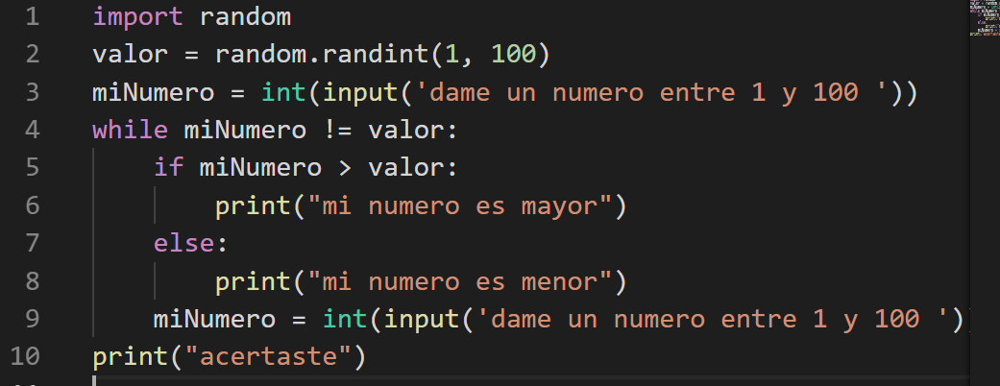 1 import random
2 valor = random.randint(1, 100)
3 miNumero = int(input('dame un numero entre 1 y 100 '))
4 while miNumero != valor:
5 if miNumero > valor:
6 print("mi numero es mayor")
7 else:
8 print("mi numero es menor")
9 miNumero = int(input('dame un numero entre 1 y 100 ')
10 print("acertaste")